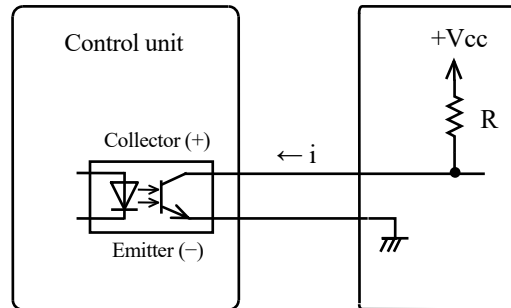 Control unit
+Vcc
R
Collector (+)
← i
Emitter (−)